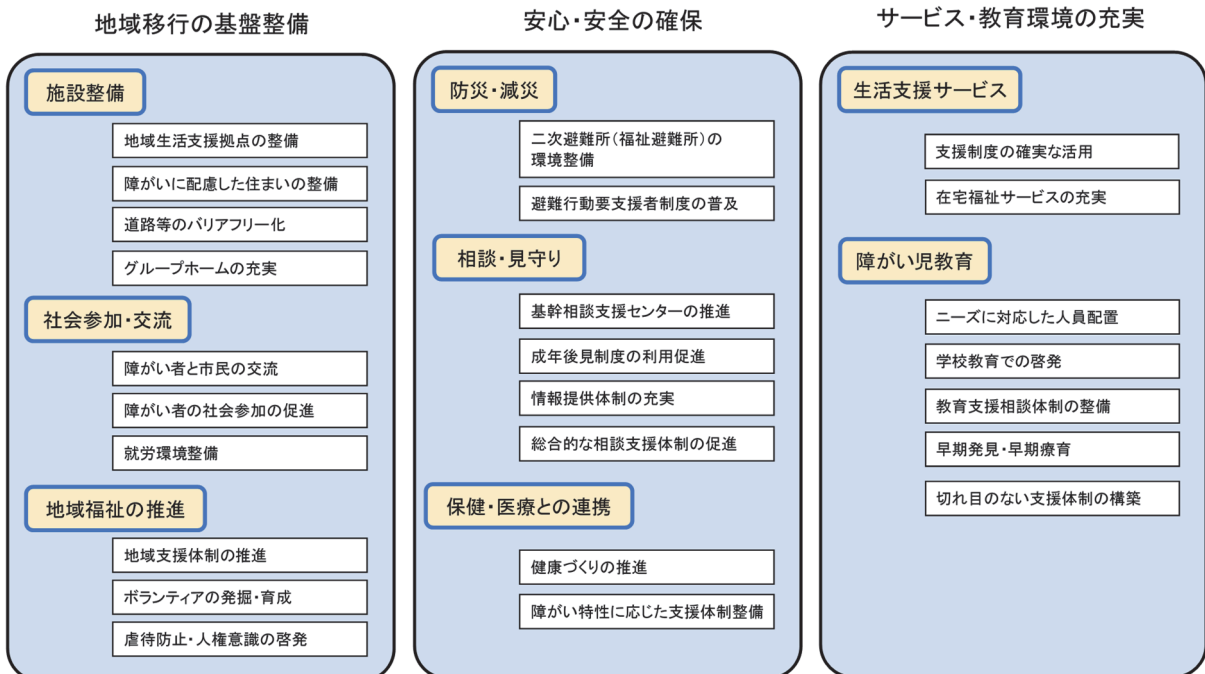 地域移行の基盤整備
施設整備
地域生活支援拠点の整備
障がいに配慮した住まいの整備
道路等のバリアフリー化
グループホームの充実
社会参加・交流
障がい者と市民の交流
障がい者の社会参加の促進
就労環境整備
地域福祉の推進
地域支援体制の推進
ボランティアの発掘・育成
虐待防止・人権意識の啓発
安心・安全の確保
防災・減災
二次避難所(福祉避難所)の
環境整備
避難行動要支援者制度の普及
相談・見守り
基幹相談支援センターの推進
成年後見制度の利用促進
情報提供体制の充実
総合的な相談支援体制の促進
保健・医療との連携
健康づくりの推進
障がい特性に応じた支援体制整備
サービス・教育環境の充実
生活支援サービス
支援制度の確実な活用
在宅福祉サービスの充実
障がい児教育
ニーズに対応した人員配置
学校教育での啓発
教育支援相談体制の整備
早期発見・早期療育
切れ目のない支援体制の構築